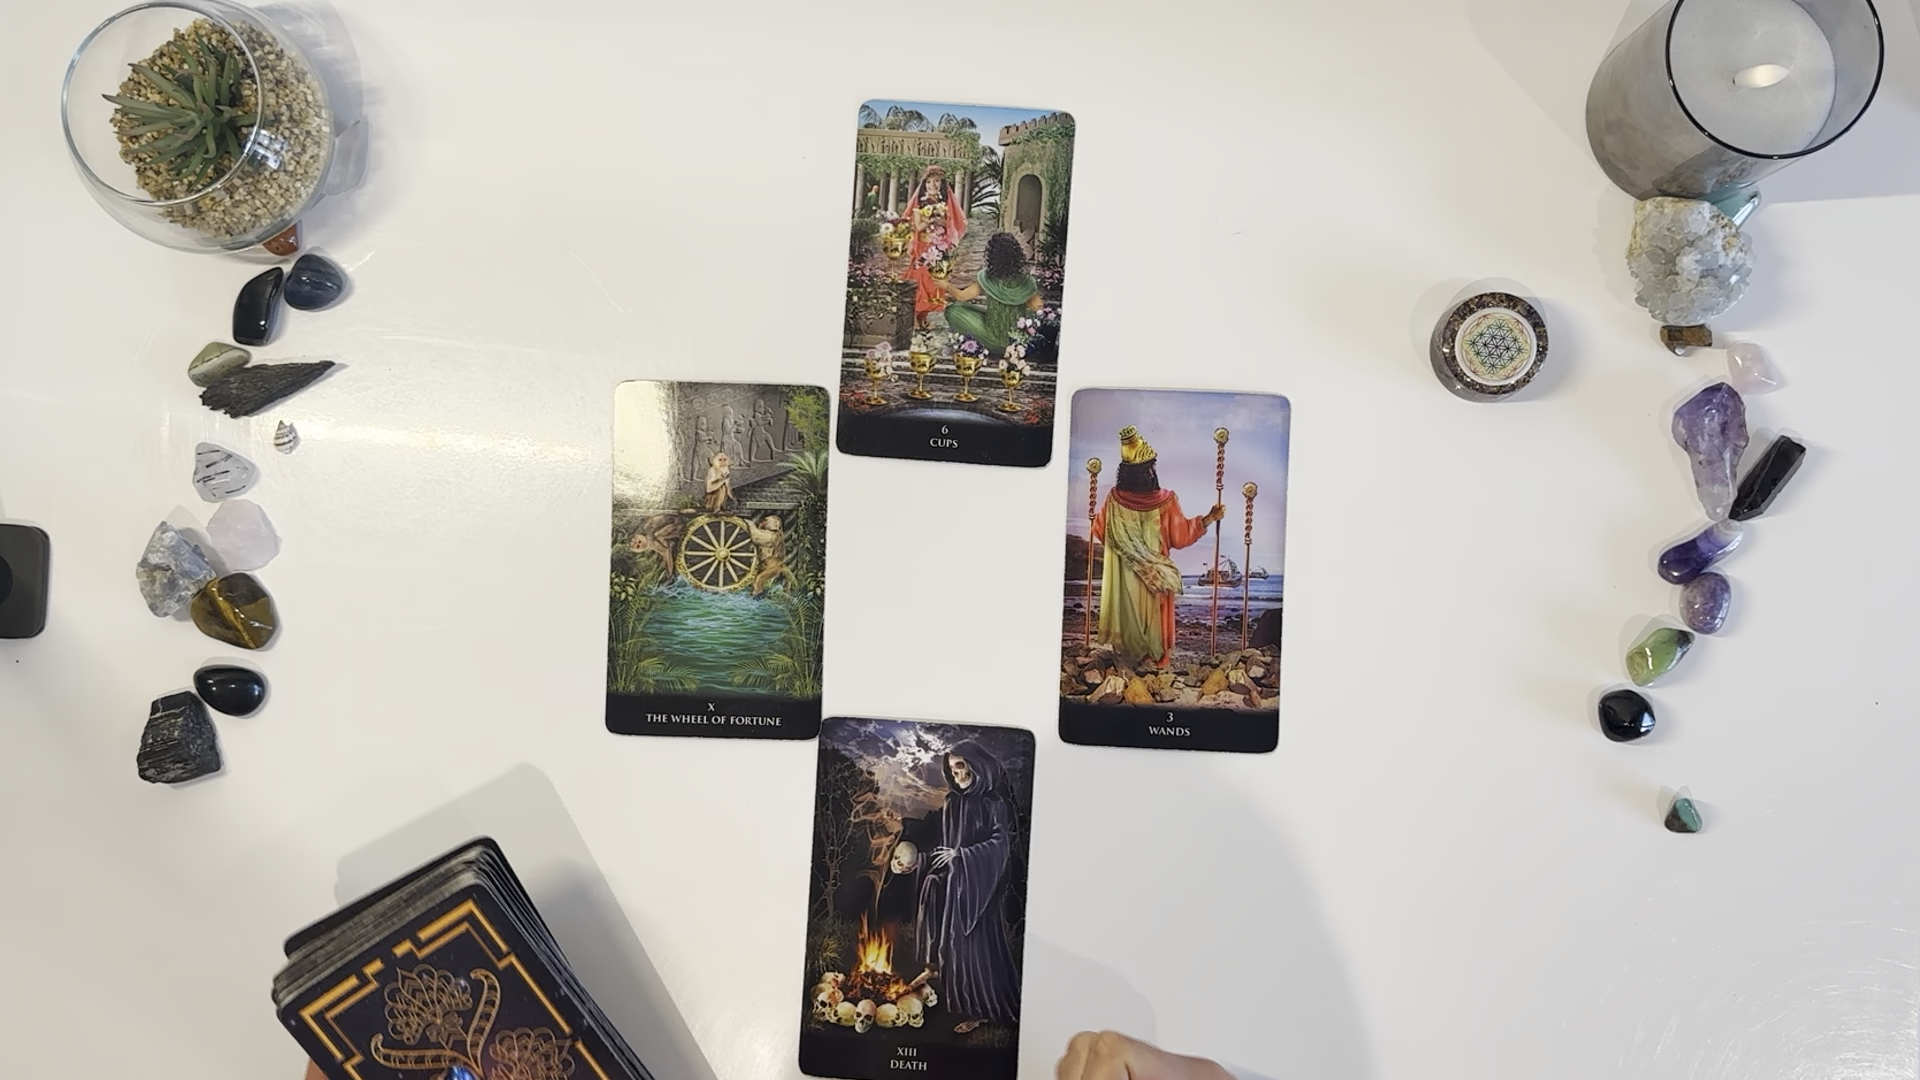 6
CUPS
X
THE WHEEL OF FORTUNE
3
WANDS
XIII
DEATH